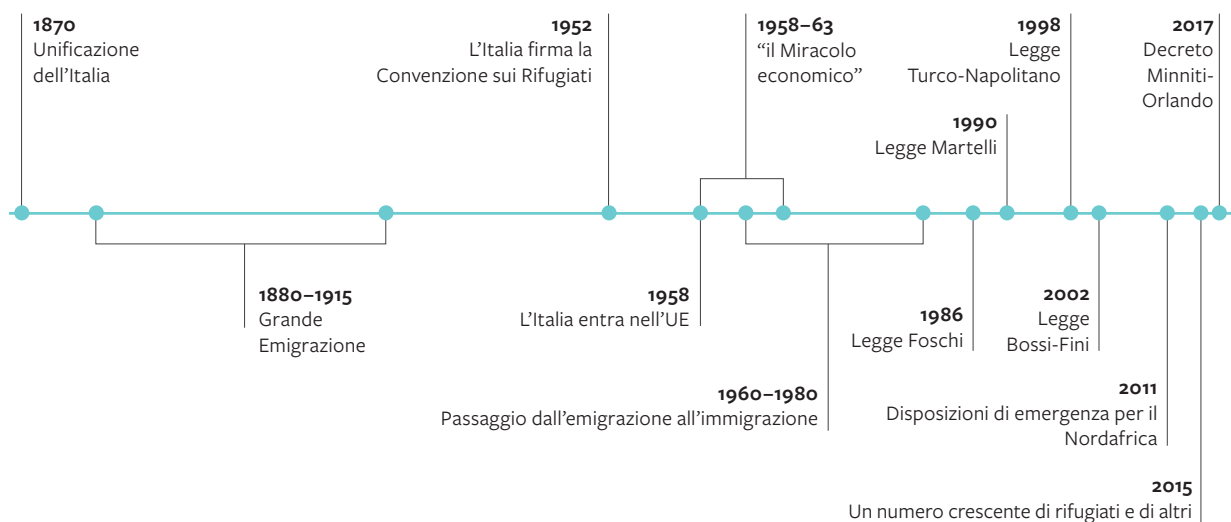 1870
Unificazione
dell'Italia
1952
L'Italia firma la
Convenzione sui Rifugiati
1958–63
“il Miracolo
economico”
1998
Legge
Turco-Napolitano
2017
Decreto
Minniti-
Orlando
1990
Legge Martelli
1880–1915
Grande
Emigrazione
1958
L'Italia entra nell'UE
1986
Legge Foschi
2002
Legge
Bossi-Fini
1960–1980
Passaggio dall'emigrazione all'immigrazione
2011
Disposizioni di emergenza per il
Nordafrica
2015
Un numero crescente di rifugiati e di altri